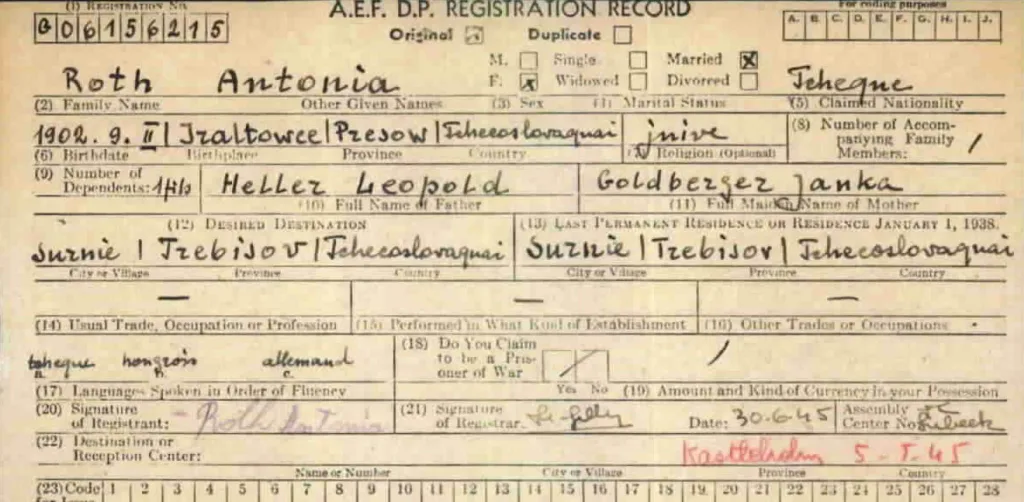 (1) REGISTRATION NO. A.E.F. D.P. REGISTRATION RECORD For coding purposes
G06156215 Original Duplicate A. B. C. D. E. F. G. H. I. J.
M. Single Married
Roth Antonia F. Widowed Divorced Tcheque
(2) Family Name Other Given Names (3) Sex (4) Marital Status (5) Claimed Nationality
1902. 9. II Iraltowce Presow Tchecoslovaquai juive (8) Number of Accom-
panying Family
(6) Birthdate Birthplace Province Country (7) Religion (Optional) Members: /
(9) Number of
Dependents: Heller Leopold Goldberger Janka
(10) Full Name of Father (11) Full Maiden Name of Mother
(12) DESIRED DESTINATION (13) LAST PERMANENT RESIDENCE OR RESIDENCE JANUARY 1, 1938.
Surnie Trebisov Tchecoslovaquai Surnie Trebisov Tchecoslovaquai
City or Village Province Country City or Village Province Country
— — —
(14) Usual Trade, Occupation or Profession (15) Performed in What Kind of Establishment (16) Other Trades or Occupations
tcheque hongrois allemand (18) Do You Claim
a. b. c. to be a Pris-
oner of War /
(17) Languages Spoken in Order of Fluency Yes No (19) Amount and Kind of Currency in your Possession
(20) Signature
of Registrant: Roth Antonia (21) Signature
of Registrar: Date: 30.6.45 Assembly
Center No. Lubeck
(22) Destination or
Reception Center: Kastleholm 5-7.45
Name or Number City or Village Province Country
(23) Code 1 2 3 4 5 6 7 8 9 10 11 12 13 14 15 16 17 18 19 20 21 22 23 24 25 26 27 28